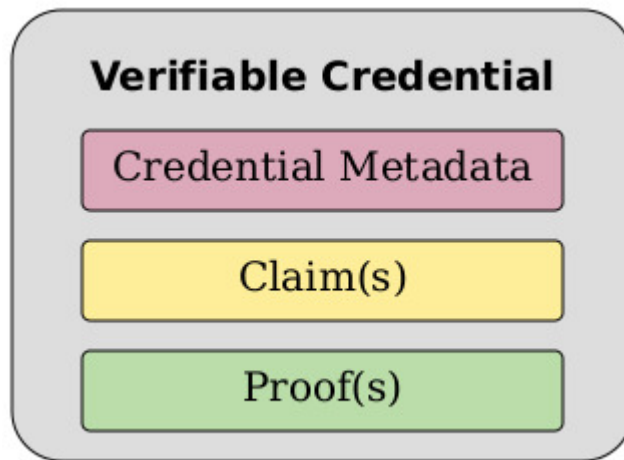 Verifiable Credential
Credential Metadata
Claim(s)
Proof(s)